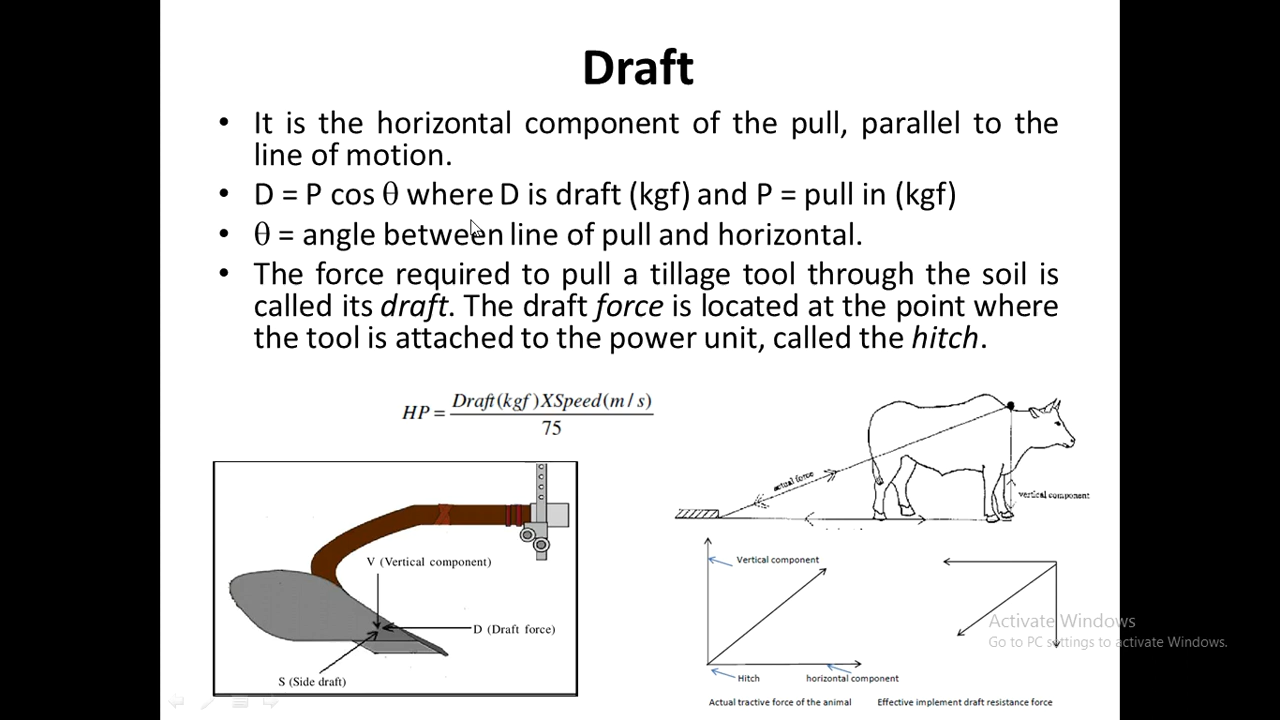 Draft
• It is the horizontal component of the pull, parallel to the
line of motion.
• D = P cos θ where D is draft (kgf) and P = pull in (kgf)
• θ = angle between line of pull and horizontal.
• The force required to pull a tillage tool through the soil is
called its draft. The draft force is located at the point where
the tool is attached to the power unit, called the hitch.
HP = Draft(kgf)XSpeed(m/s) / 75
actual force
vertical component
V (Vertical component)
D (Draft force)
S (Side draft)
Vertical component
Hitch
horizontal component
Actual tractive force of the animal
Effective implement draft resistance force
Activate Windows
Go to PC settings to activate Windows.